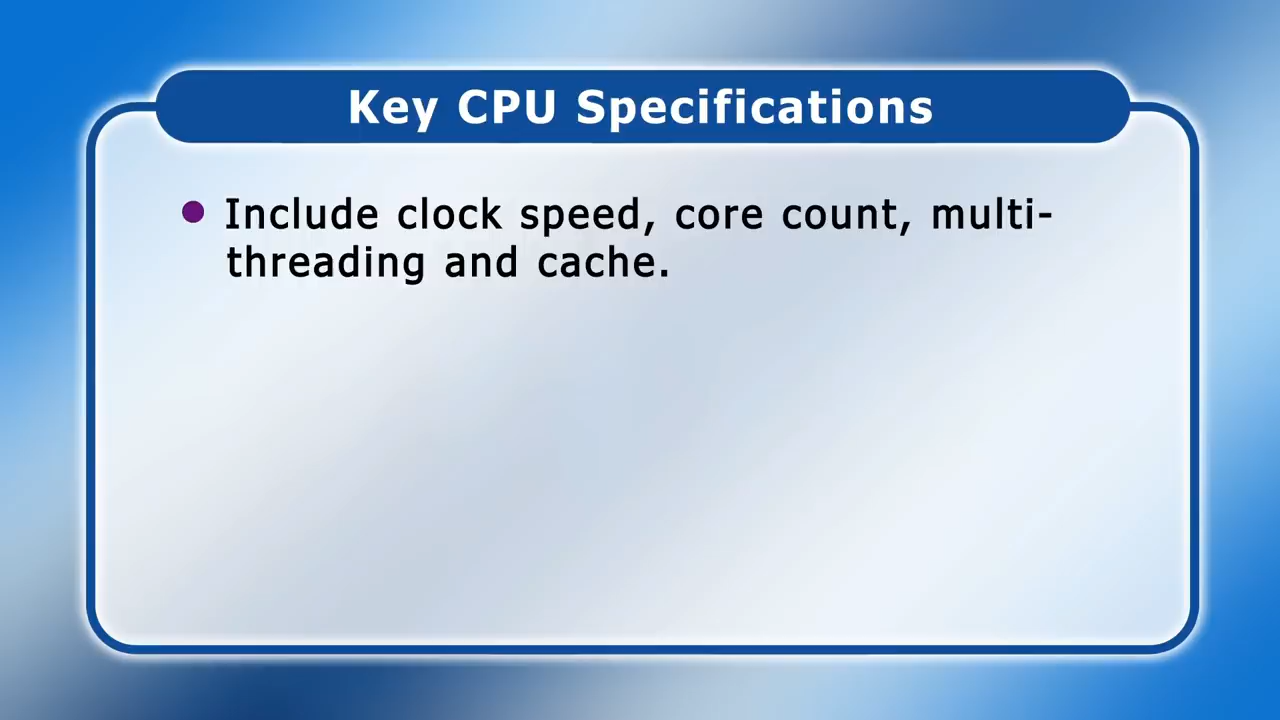 Key CPU Specifications
Include clock speed, core count, multi-
threading and cache.